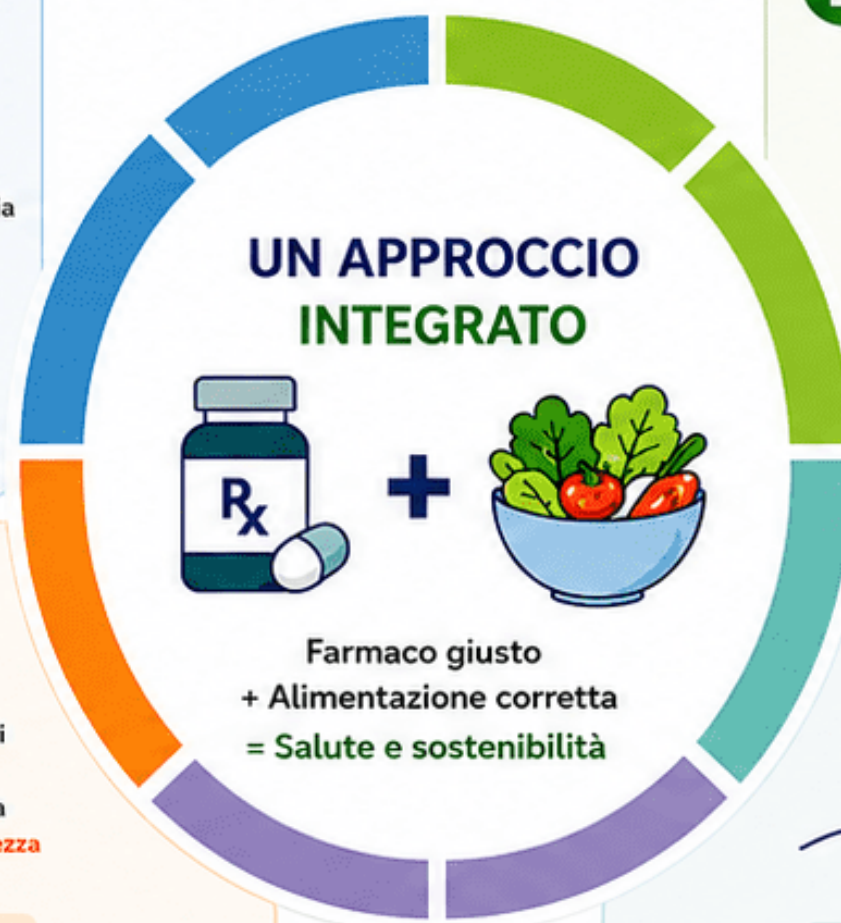 UN APPROCCIO
INTEGRATO
Rx
+
Farmaco giusto
+ Alimentazione corretta
= Salute e sostenibilità